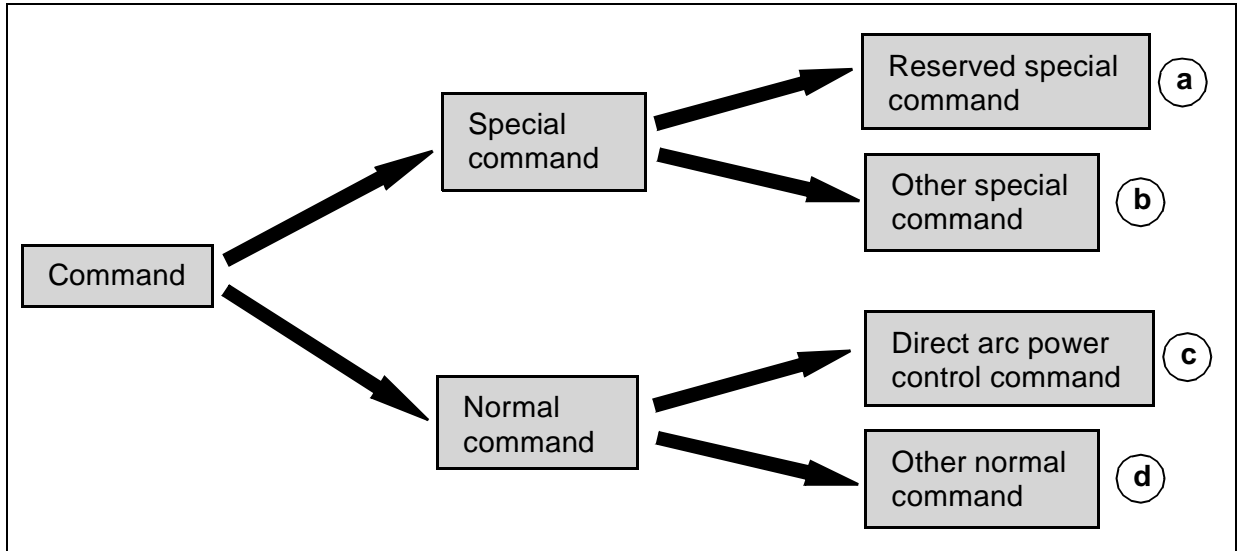 Command
Special
command
Reserved special
command
a
Other special
command
b
Normal
command
Direct arc power
control command
c
Other normal
command
d